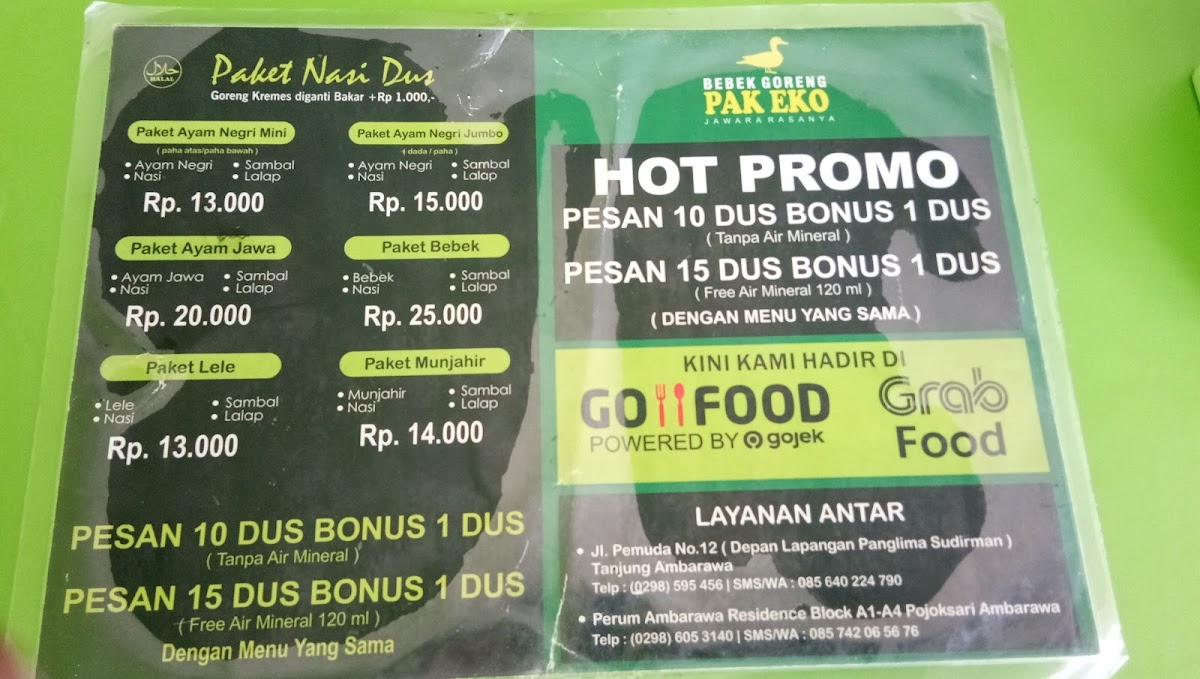 حلال
HALAL
Paket Nasi Dus
Goreng Kremes diganti Bakar +Rp 1.000,-
Paket Ayam Negri Mini
( paha atas/paha bawah )
• Ayam Negri • Sambal
• Nasi • Lalap
Rp. 13.000
Paket Ayam Negri Jumbo
( dada / paha )
• Ayam Negri • Sambal
• Nasi • Lalap
Rp. 15.000
Paket Ayam Jawa
• Ayam Jawa • Sambal
• Nasi • Lalap
Rp. 20.000
Paket Bebek
• Bebek • Sambal
• Nasi • Lalap
Rp. 25.000
Paket Lele
• Lele • Sambal
• Nasi • Lalap
Rp. 13.000
Paket Munjahir
• Munjahir • Sambal
• Nasi • Lalap
Rp. 14.000
PESAN 10 DUS BONUS 1 DUS
( Tanpa Air Mineral )
PESAN 15 DUS BONUS 1 DUS
( Free Air Mineral 120 ml )
Dengan Menu Yang Sama
BEBEK GORENG
PAK EKO
JAWARA RASANYA
HOT PROMO
PESAN 10 DUS BONUS 1 DUS
( Tanpa Air Mineral )
PESAN 15 DUS BONUS 1 DUS
( Free Air Mineral 120 ml )
( DENGAN MENU YANG SAMA )
KINI KAMI HADIR DI
GO FOOD
POWERED BY gojek
Grab
Food
LAYANAN ANTAR
• Jl. Pemuda No.12 ( Depan Lapangan Panglima Sudirman )
Tanjung Ambarawa
Telp : (0298) 595 456 | SMS/WA : 085 640 224 790
• Perum Ambarawa Residence Block A1-A4 Pojoksari Ambarawa
Telp : (0298) 605 3140 | SMS/WA : 085 742 06 56 76